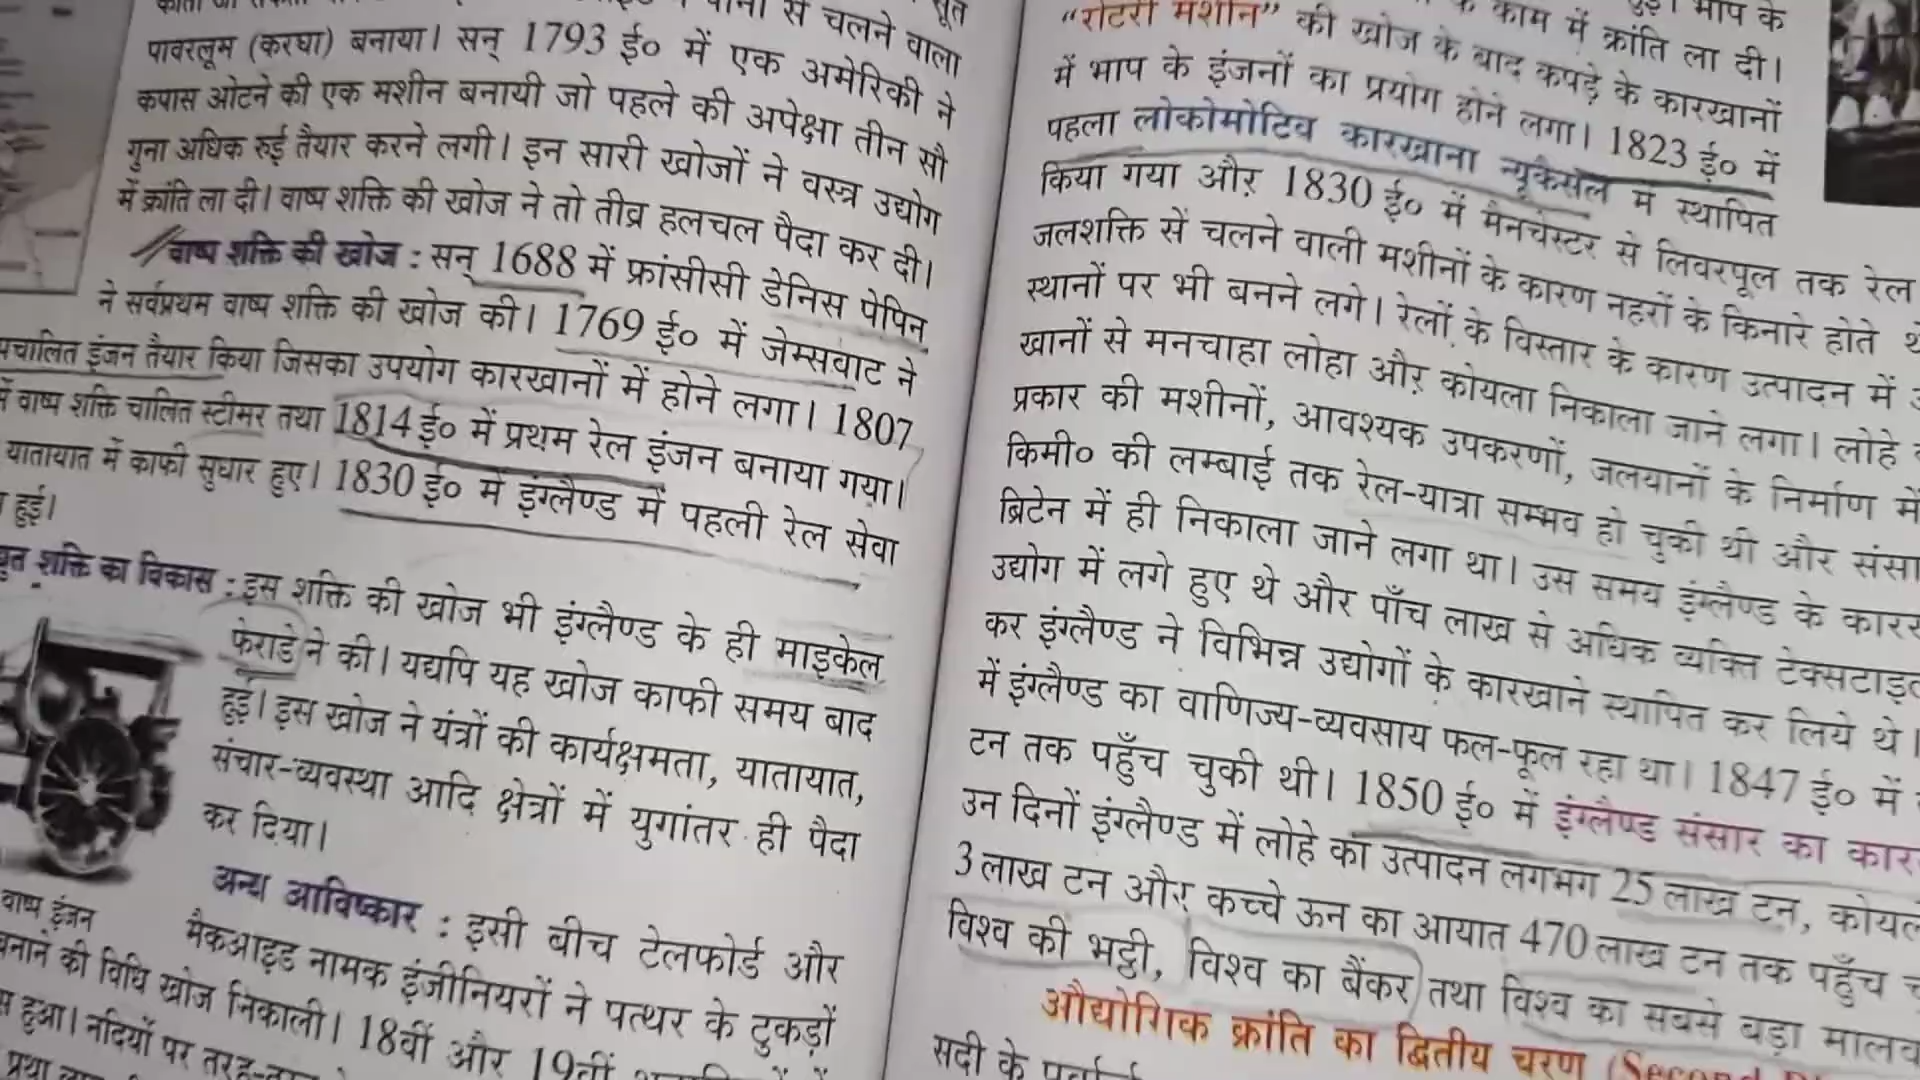 पावरलूम (करघा) बनाया। सन् 1793 ई० में एक अमेरिकी ने
से चलने वाला
कपास ओटने की एक मशीन बनायी जो पहले की अपेक्षा तीन सौ
गुना अधिक रुई तैयार करने लगी। इन सारी खोजों ने वस्त्र उद्योग
में क्रांति ला दी। वाष्प शक्ति की खोज ने तो तीव्र हलचल पैदा कर दी।
वाष्प शक्ति की खोज : सन् 1688 में फ्रांसीसी डेनिस पेपिन
ने सर्वप्रथम वाष्प शक्ति की खोज की। 1769 ई० में जेम्सवाट ने
इंजन तैयार किया जिसका उपयोग कारखानों में होने लगा। 1807
में वाष्प शक्ति चालित स्टीमर तथा 1814 ई० में प्रथम रेल इंजन बनाया गया।
यातायात में काफी सुधार हुए। 1830 ई० में इंग्लैण्ड में पहली रेल सेवा
हुई।
शक्ति का विकास : इस शक्ति की खोज भी इंग्लैण्ड के ही माइकेल
फेराडे ने की। यद्यपि यह खोज काफी समय बाद
हुई। इस खोज ने यंत्रों की कार्यक्षमता, यातायात,
संचार-व्यवस्था आदि क्षेत्रों में युगांतर ही पैदा
कर दिया।
अन्य आविष्कार : इसी बीच टेलफोर्ड और
वाष्प इंजन
मैकआइड नामक इंजीनियरों ने पत्थर के टुकड़ों
बनाने की विधि खोज निकाली। 18वीं और 19वीं
हुआ। नदियों पर
प्रथा
के काम में क्रांति ला दी।
“रोटरी मशीन” की खोज के बाद कपड़े के कारखानों
में भाप के इंजनों का प्रयोग होने लगा। 1823 ई० में
पहला लोकोमोटिव कारखाना न्यूकैसल में स्थापित
किया गया और 1830 ई० में मैनचेस्टर से लिवरपूल तक रेल
जलशक्ति सें चलने वाली मशीनों के कारण नहरों के किनारे होते
स्थानों पर भी बनने लगे। रेलों के विस्तार के कारण उत्पादन में
खानों से मनचाहा लोहा और कोयला निकाला जाने लगा। लोहे
प्रकार की मशीनों, आवश्यक उपकरणों, जलयानों के निर्माण में
किमी० की लम्बाई तक रेल-यात्रा सम्भव हो चुकी थी और
ब्रिटेन में ही निकाला जाने लगा था। उस समय इंग्लैण्ड के
उद्योग में लगे हुए थे और पाँच लाख से अधिक व्यक्ति
कर इंग्लैण्ड ने विभिन्न उद्योगों के कारखाने स्थापित कर लिये थे।
में इंग्लैण्ड का वाणिज्य-व्यवसाय फल-फूल रहा था। 1847 ई० में
टन तक पहुँच चुकी थी। 1850 ई० में इंग्लैण्ड संसार का
उन दिनों इंग्लैण्ड में लोहे का उत्पादन लगभग 25 लाख टन,
3 लाख टन और कच्चे ऊन का आयात 470 लाख टन तक पहुँच
विश्व की भट्ठी, विश्व का बैंकर तथा विश्व का सबसे बड़ा
औद्योगिक क्रांति का द्वितीय चरण
सदी के